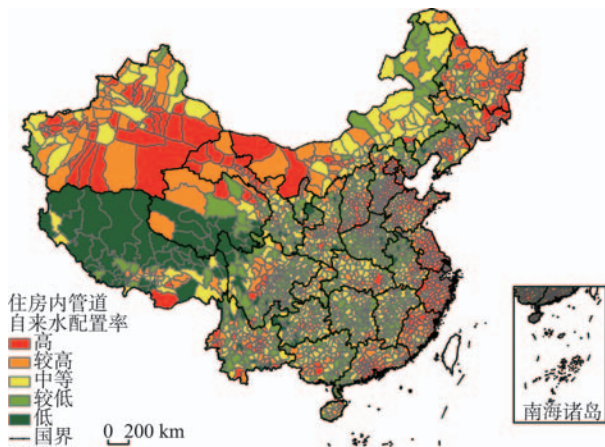 住房内管道
自来水配置率
高
较高
中等
较低
低
国界
0 200 km
南海诸岛